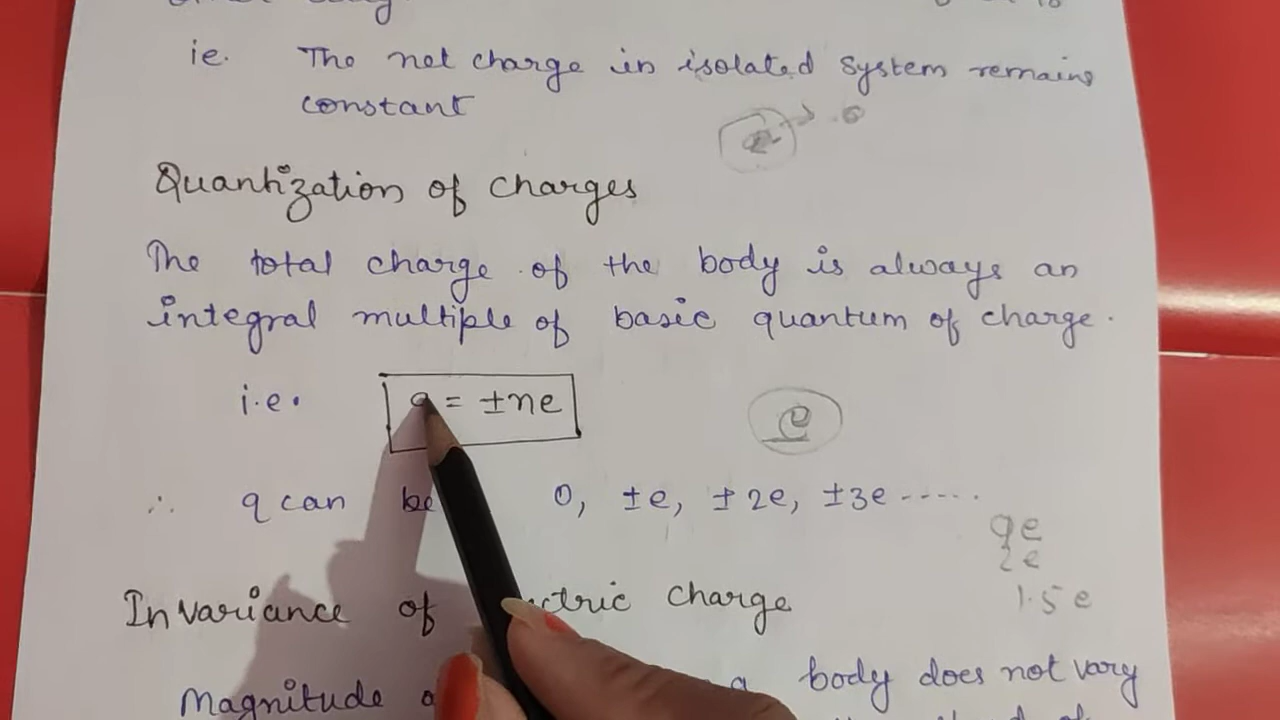 ie. The net charge in isolated system remains
constant
Quantization of charges
The total charge of the body is always an
integral multiple of basic quantum of charge.
i.e. q = ±ne
e
∴ q can be 0, ±e, ±2e, ±3e -----
qe
2e
1.5 e
Invariance of charge
Magnitude body does not vary